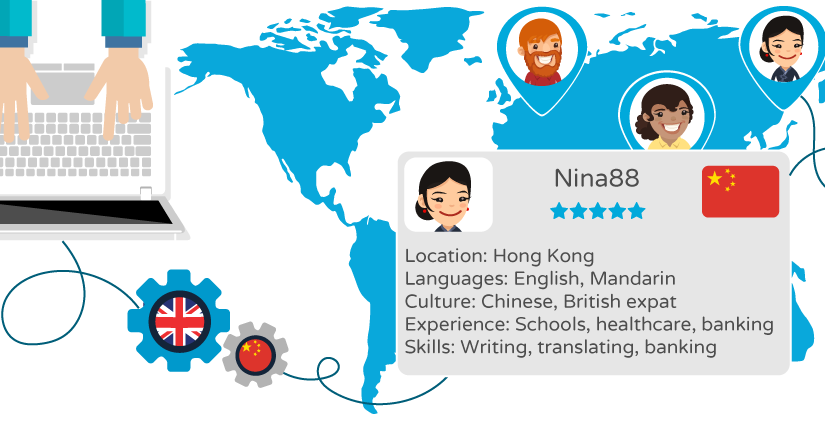 Nina88
Location: Hong Kong
Languages: English, Mandarin
Culture: Chinese, British expat
Experience: Schools, healthcare, banking
Skills: Writing, translating, banking